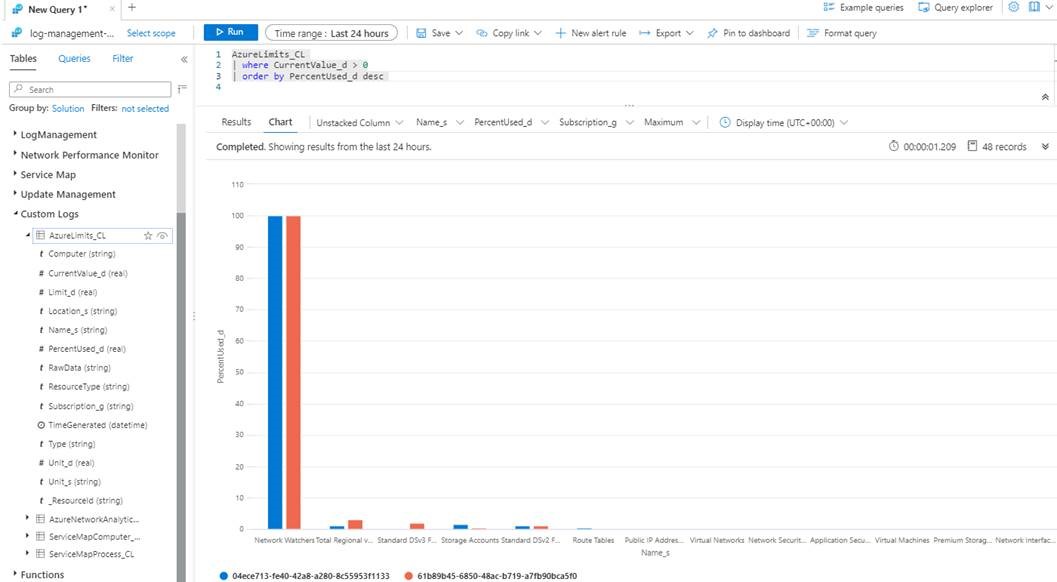 New Query 1*
Example queries
Query explorer
log-management-...
Select scope
Run
Time range : Last 24 hours
Save
Copy link
New alert rule
Export
Pin to dashboard
Format query
Tables
Queries
Filter
Search
Group by: Solution Filters: not selected
LogManagement
Network Performance Monitor
Service Map
Update Management
Custom Logs
AzureLimits_CL
t Computer (string)
# CurrentValue_d (real)
# Limit_d (real)
t Location_s (string)
t Name_s (string)
# PercentUsed_d (real)
t RawData (string)
t ResourceType (string)
t Subscription_g (string)
TimeGenerated (datetime)
t Type (string)
# Unit_d (real)
t Unit_s (string)
t _ResourceId (string)
AzureNetworkAnalytic...
ServiceMapComputer_...
ServiceMapProcess_CL
Functions
1 AzureLimits_CL
2 | where CurrentValue_d > 0
3 | order by PercentUsed_d desc
4
Results
Chart
Unstacked Column
Name_s
PercentUsed_d
Subscription_g
Maximum
Display time (UTC+00:00)
Completed. Showing results from the last 24 hours.
00:00:01.209
48 records
110
100
90
80
70
60
50
40
30
20
10
0
PercentUsed_d
Network Watchers
Total Regional v...
Standard DSv3 F...
Storage Accounts
Standard DSv2 F...
Route Tables
Public IP Addres...
Virtual Networks
Network Securit...
Application Secu...
Virtual Machines
Premium Storag...
Network Interfac...
Name_s
04ece713-fe40-42a8-a280-8c55953f1133
61b89b45-6850-48ac-b719-a7fb90bca5f0